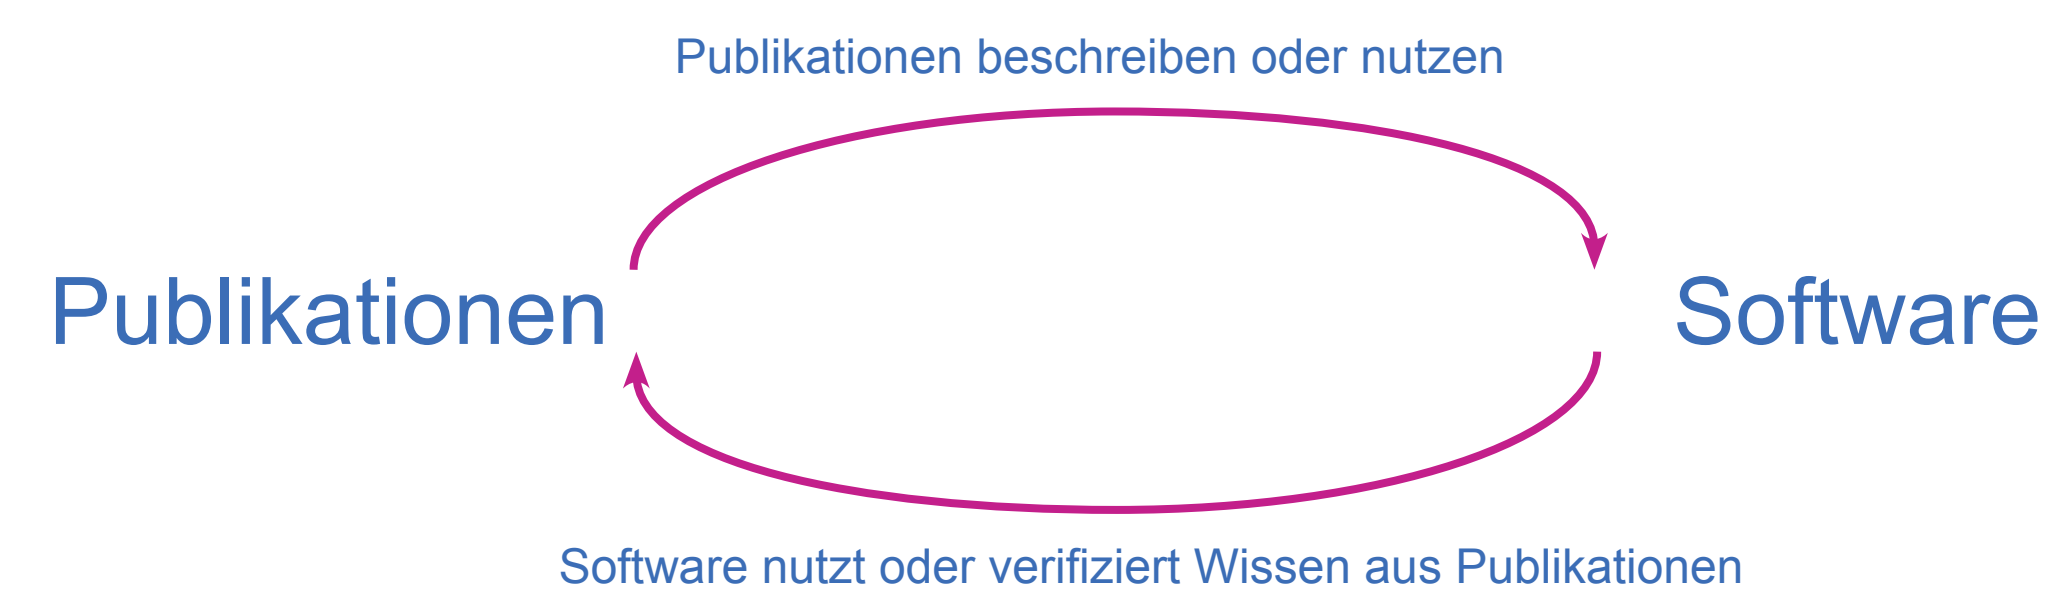 Publikationen beschreiben oder nutzen
Publikationen
Software
Software nutzt oder verifiziert Wissen aus Publikationen